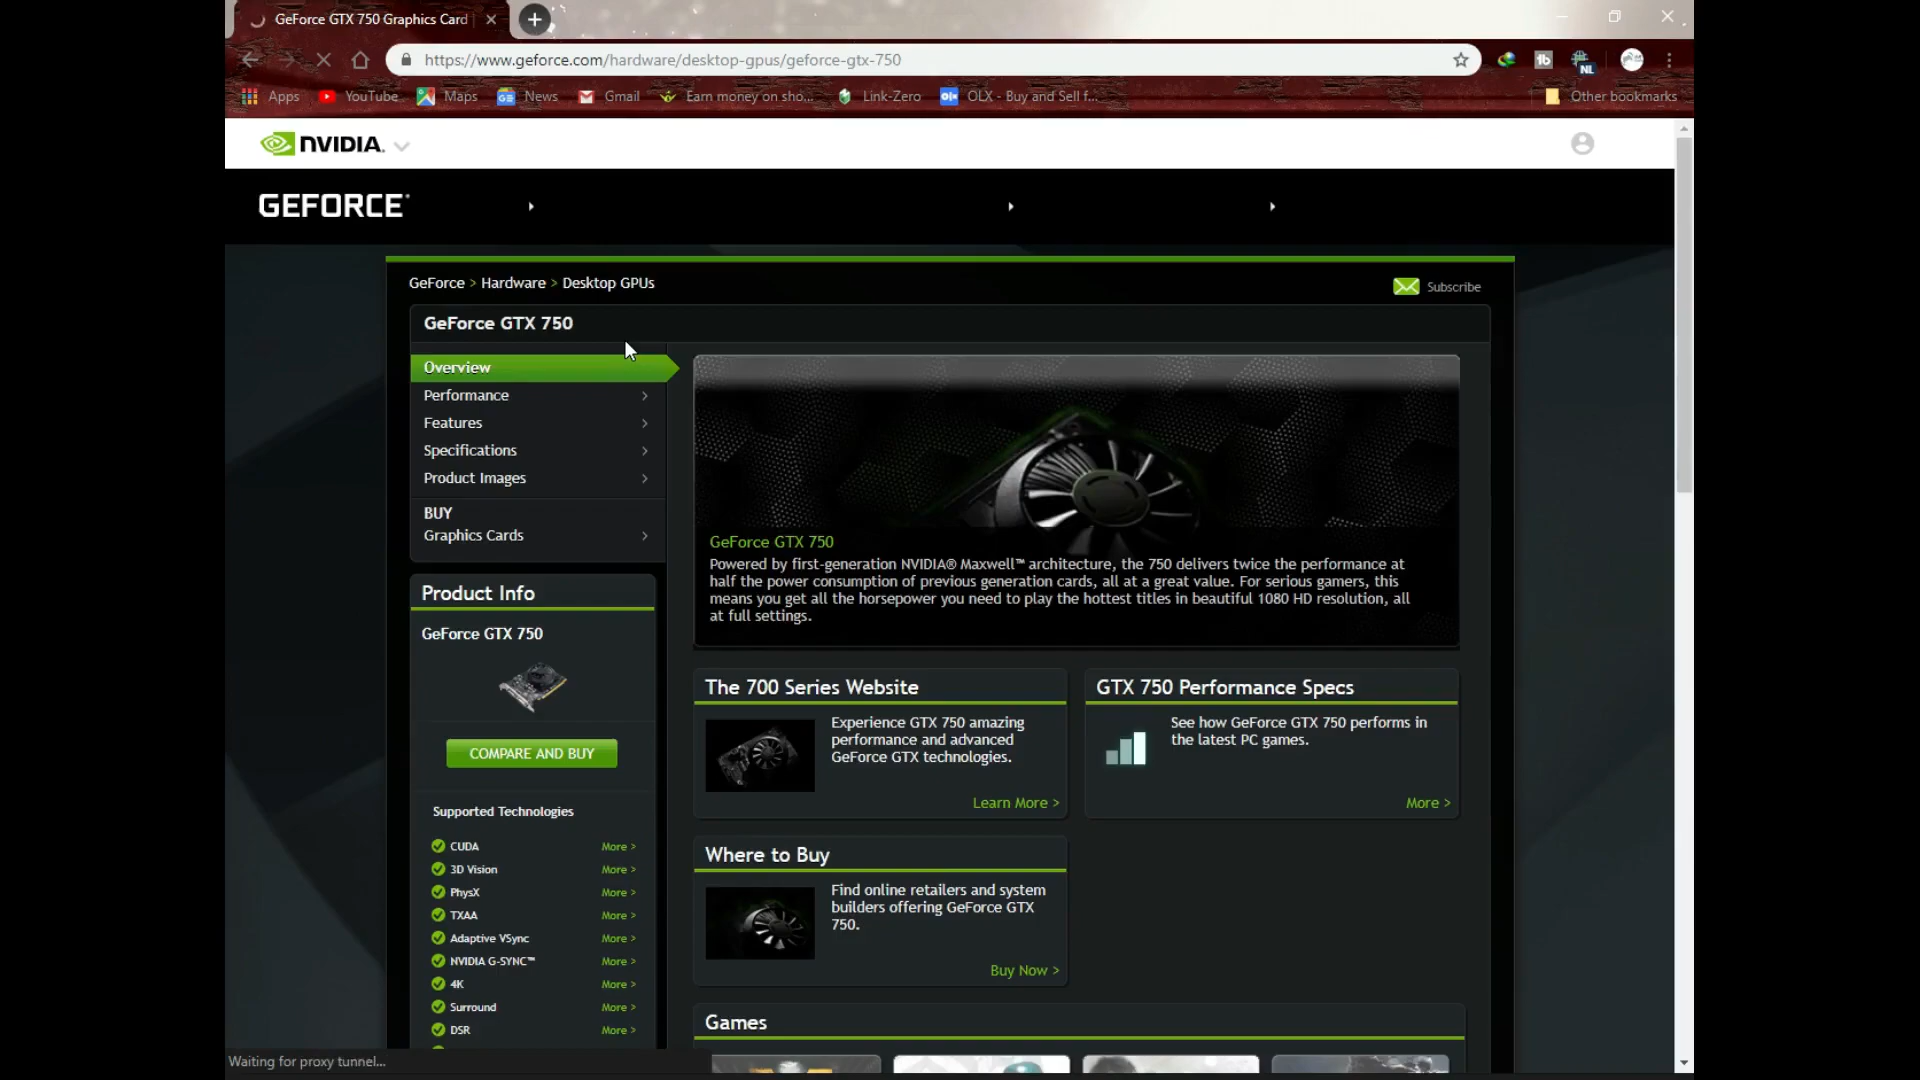 GeForce GTX 750 Graphics Card
https://www.geforce.com/hardware/desktop-gpus/geforce-gtx-750
NL
Apps YouTube Maps News Gmail Earn money on sho... Link-Zero OLX - Buy and Sell f... Other bookmarks
NVIDIA.
GEFORCE
GeForce > Hardware > Desktop GPUs
Subscribe
GeForce GTX 750
Overview
Performance
Features
Specifications
Product Images
BUY
Graphics Cards
Product Info
GeForce GTX 750
COMPARE AND BUY
Supported Technologies
CUDA More >
3D Vision More >
PhysX More >
TXAA More >
Adaptive VSync More >
NVIDIA G-SYNC™ More >
4K More >
Surround More >
DSR More >
GeForce GTX 750
Powered by first-generation NVIDIA® Maxwell™ architecture, the 750 delivers twice the performance at
half the power consumption of previous generation cards, all at a great value. For serious gamers, this
means you get all the horsepower you need to play the hottest titles in beautiful 1080 HD resolution, all
at full settings.
The 700 Series Website
Experience GTX 750 amazing
performance and advanced
GeForce GTX technologies.
Learn More >
GTX 750 Performance Specs
See how GeForce GTX 750 performs in
the latest PC games.
More >
Where to Buy
Find online retailers and system
builders offering GeForce GTX
750.
Buy Now >
Games
Waiting for proxy tunnel...